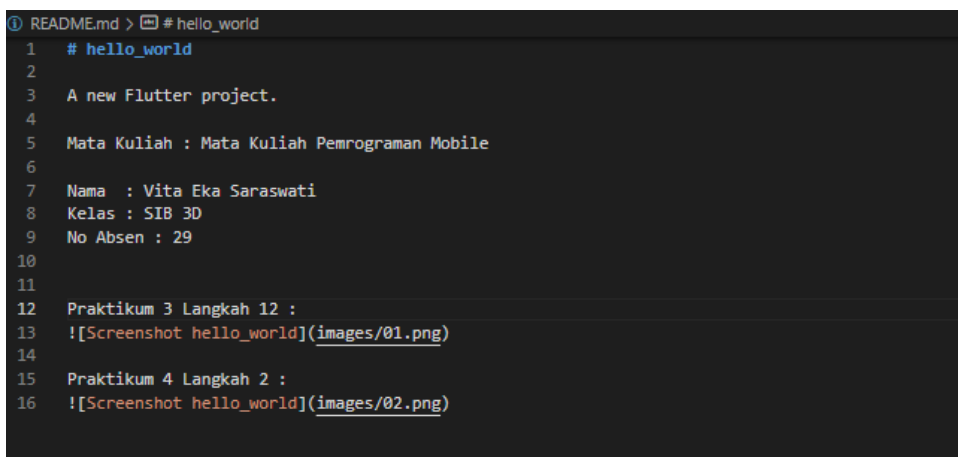 README.md > # hello_world
1 # hello_world
2
3 A new Flutter project.
4
5 Mata Kuliah : Mata Kuliah Pemrograman Mobile
6
7 Nama  : Vita Eka Saraswati
8 Kelas : SIB 3D
9 No Absen : 29
10
11
12 Praktikum 3 Langkah 12 :
13 ![Screenshot hello_world](images/01.png)
14
15 Praktikum 4 Langkah 2 :
16 ![Screenshot hello_world](images/02.png)